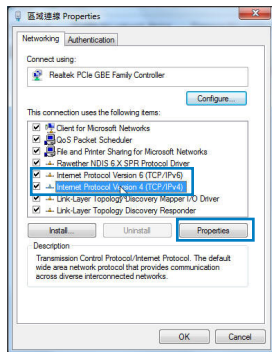 區域連線 Properties
Networking Authentication
Connect using:
Realtek PCIe GBE Family Controller
Configure...
This connection uses the following items:
Client for Microsoft Networks
QoS Packet Scheduler
File and Printer Sharing for Microsoft Networks
Rawether NDIS 6.X SPR Protocol Driver
Internet Protocol Version 6 (TCP/IPv6)
Internet Protocol Version 4 (TCP/IPv4)
Link-Layer Topology Discovery Mapper I/O Driver
Link-Layer Topology Discovery Responder
Install... Uninstall Properties
Description
Transmission Control Protocol/Internet Protocol. The default
wide area network protocol that provides communication
across diverse interconnected networks.
OK Cancel